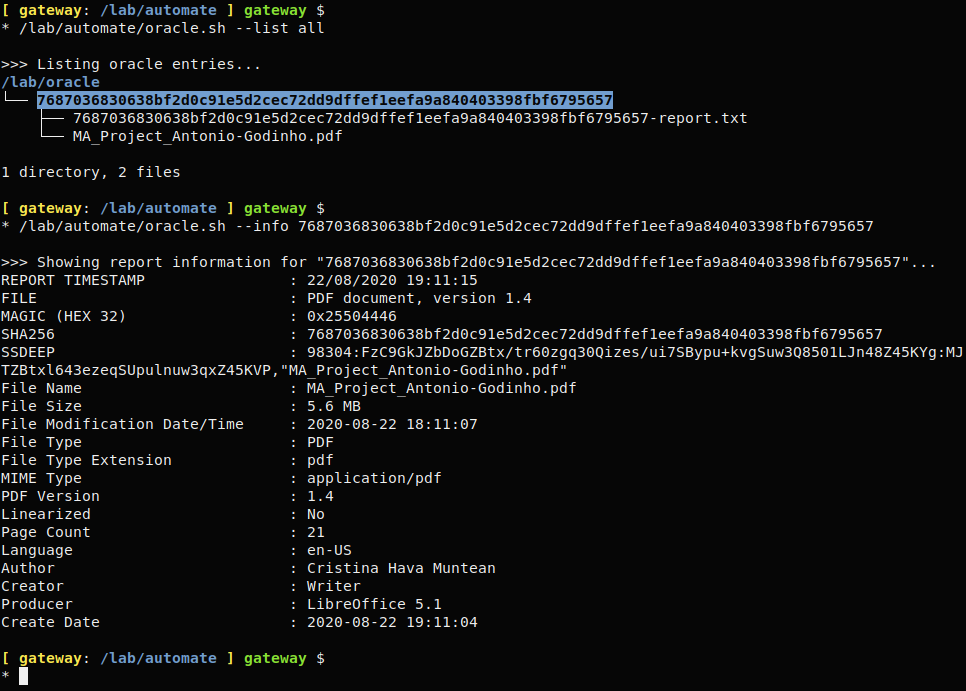 [ gateway: /lab/automate ] gateway $
* /lab/automate/oracle.sh --list all
>>> Listing oracle entries...
/lab/oracle
└── 7687036830638bf2d0c91e5d2cec72dd9dffef1eefa9a840403398fbf6795657
    ├── 7687036830638bf2d0c91e5d2cec72dd9dffef1eefa9a840403398fbf6795657-report.txt
    └── MA_Project_Antonio-Godinho.pdf
1 directory, 2 files
[ gateway: /lab/automate ] gateway $
* /lab/automate/oracle.sh --info 7687036830638bf2d0c91e5d2cec72dd9dffef1eefa9a840403398fbf6795657
>>> Showing report information for "7687036830638bf2d0c91e5d2cec72dd9dffef1eefa9a840403398fbf6795657"...
REPORT TIMESTAMP                : 22/08/2020 19:11:15
FILE                            : PDF document, version 1.4
MAGIC (HEX 32)                  : 0x25504446
SHA256                          : 7687036830638bf2d0c91e5d2cec72dd9dffef1eefa9a840403398fbf6795657
SSDEEP                          : 98304:FzC9GkJZbDoGZBtx/tr60zgq30Qizes/ui7SBypu+kvgSuw3Q8501LJn48Z45KYg:MJ
TZBtxl643ezeqSUpulnuw3qxZ45KVP,"MA_Project_Antonio-Godinho.pdf"
File Name                       : MA_Project_Antonio-Godinho.pdf
File Size                       : 5.6 MB
File Modification Date/Time     : 2020-08-22 18:11:07
File Type                       : PDF
File Type Extension             : pdf
MIME Type                       : application/pdf
PDF Version                     : 1.4
Linearized                      : No
Page Count                      : 21
Language                        : en-US
Author                          : Cristina Hava Muntean
Creator                         : Writer
Producer                        : LibreOffice 5.1
Create Date                     : 2020-08-22 19:11:04
[ gateway: /lab/automate ] gateway $
*